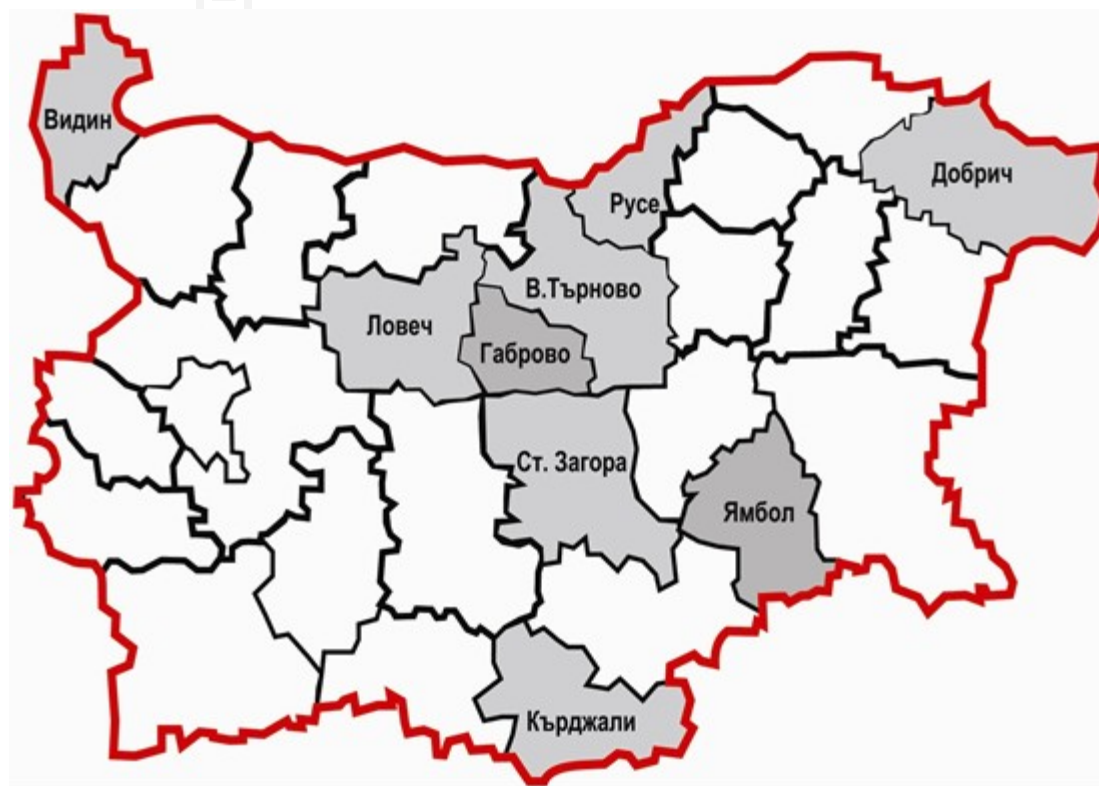 Видин
Добрич
Русе
В.Търново
Ловеч
Габрово
Ст. Загора
Ямбол
Кърджали